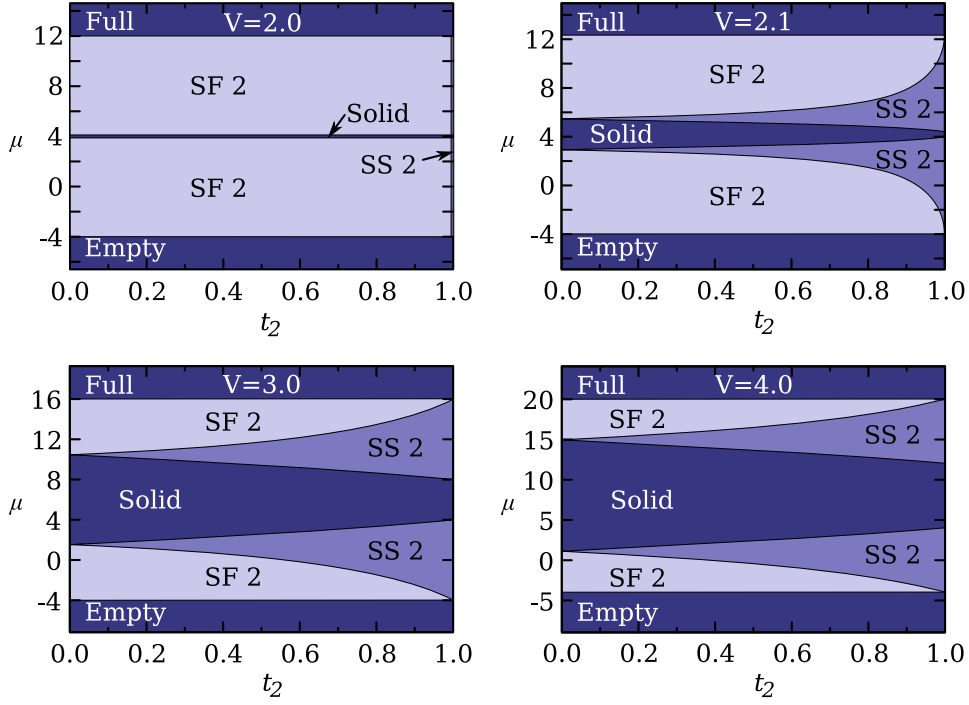 Full V=2.0
12
SF 2
8
Solid
μ 4
SS 2
0
SF 2
-4
Empty
0.0 0.2 0.4 0.6 0.8 1.0
t2
Full V=2.1
12
SF 2
8
SS 2
μ 4
Solid
SS 2
0
SF 2
-4
Empty
0.0 0.2 0.4 0.6 0.8 1.0
t2
Full V=3.0
16
SF 2
12
SS 2
μ 8
Solid
4
SS 2
0
SF 2
-4
Empty
0.0 0.2 0.4 0.6 0.8 1.0
t2
Full V=4.0
20
SF 2
15
SS 2
μ 10
Solid
5
SS 2
0
SF 2
-5
Empty
0.0 0.2 0.4 0.6 0.8 1.0
t2